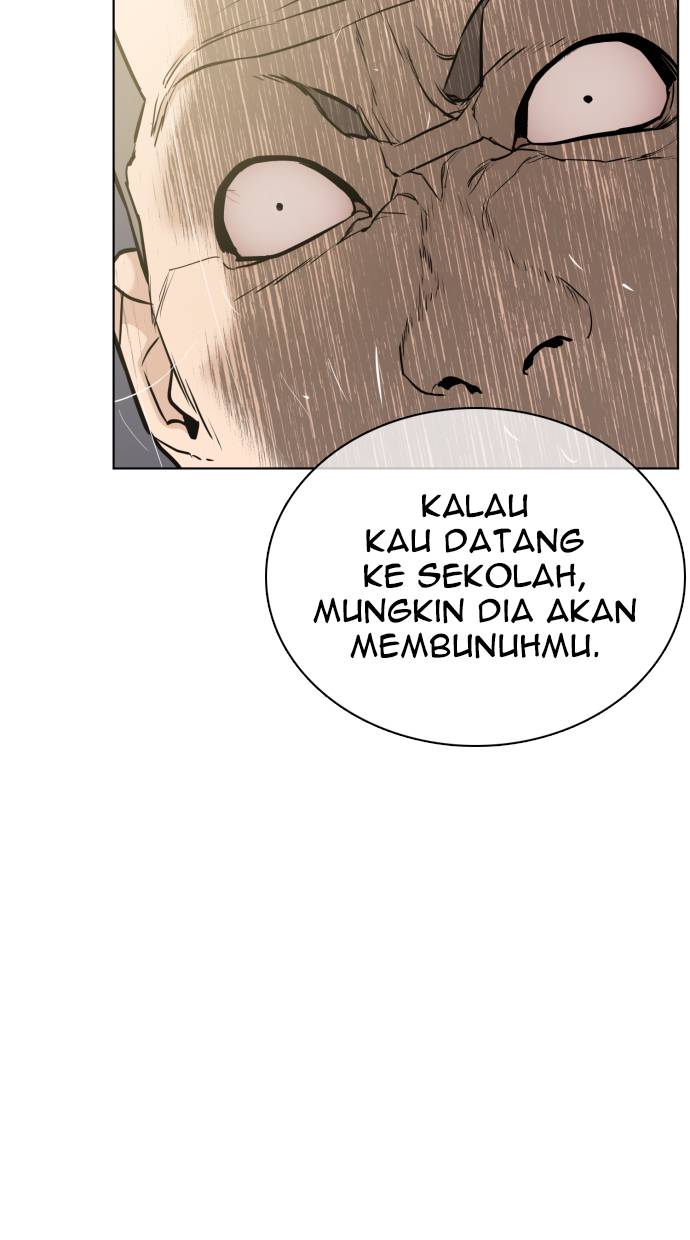 KALAU
KAU DATANG
KE SEKOLAH,
MUNGKIN DIA AKAN
MEMBUNUHMU.